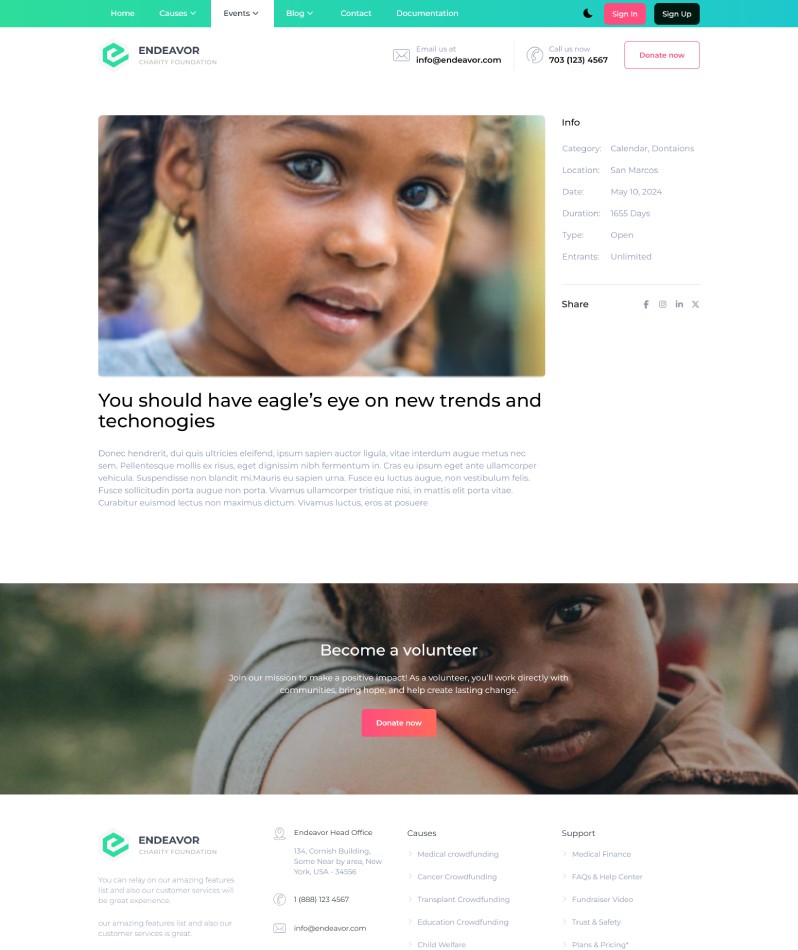 Home Causes Events Blog Contact Documentation Sign In Sign Up
ENDEAVOR
CHARITY FOUNDATION
Email us at
info@endeavor.com
Call us now
703 (123) 4567
Donate now
Info
Category: Calendar, Dontaions
Location: San Marcos
Date: May 10, 2024
Duration: 1655 Days
Type: Open
Entrants: Unlimited
Share
You should have eagle's eye on new trends and
techonogies
Donec hendrerit, dui quis ultricies eleifend, ipsum sapien auctor ligula, vitae interdum augue metus nec
sem. Pellentesque mollis ex risus, eget dignissim nibh fermentum in. Cras eu ipsum eget ante ullamcorper
vehicula. Suspendisse non blandit mi.Mauris eu sapien urna. Fusce eu luctus augue, non vestibulum felis.
Fusce sollicitudin porta augue non porta. Vivamus ullamcorper tristique nisi, in mattis elit porta vitae.
Curabitur euismod lectus non maximus dictum. Vivamus luctus, eros at posuere
Become a volunteer
Join our mission to make a positive impact! As a volunteer, you'll work directly with
communities, bring hope, and help create lasting change.
Donate now
ENDEAVOR
CHARITY FOUNDATION
You can relay on our amazing features
list and also our customer services will
be great experience.
our amazing features list and also our
customer services is great.
Endeavor Head Office
134, Cornish Building,
Some Near by area, New
York, USA - 34556
1 (888) 123 4567
info@endeavor.com
Causes
Medical crowdfunding
Cancer Crowdfunding
Transplant Crowdfunding
Education Crowdfunding
Child Welfare
Support
Medical Finance
FAQs & Help Center
Fundraiser Video
Trust & Safety
Plans & Pricing*